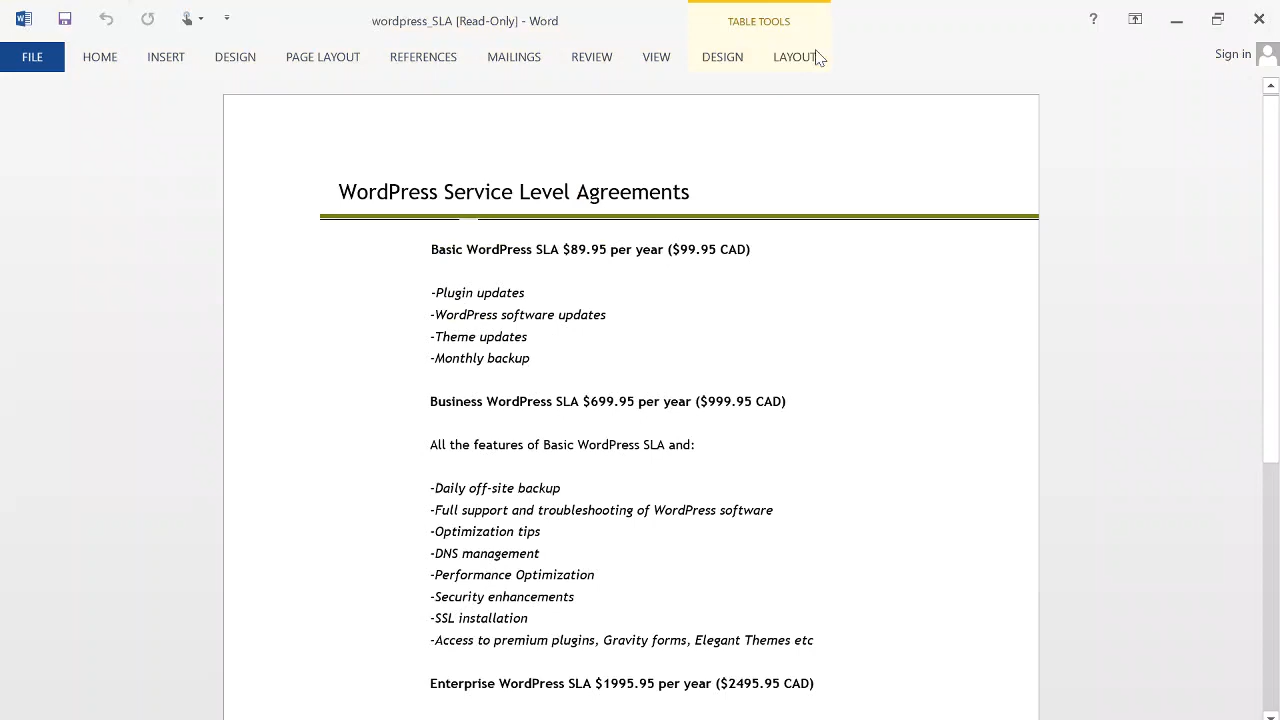 wordpress_SLA [Read-Only] - Word
TABLE TOOLS
?
FILE HOME INSERT DESIGN PAGE LAYOUT REFERENCES MAILINGS REVIEW VIEW DESIGN LAYOUT Sign in
WordPress Service Level Agreements
Basic WordPress SLA $89.95 per year ($99.95 CAD)
-Plugin updates
-WordPress software updates
-Theme updates
-Monthly backup
Business WordPress SLA $699.95 per year ($999.95 CAD)
All the features of Basic WordPress SLA and:
-Daily off-site backup
-Full support and troubleshooting of WordPress software
-Optimization tips
-DNS management
-Performance Optimization
-Security enhancements
-SSL installation
-Access to premium plugins, Gravity forms, Elegant Themes etc
Enterprise WordPress SLA $1995.95 per year ($2495.95 CAD)